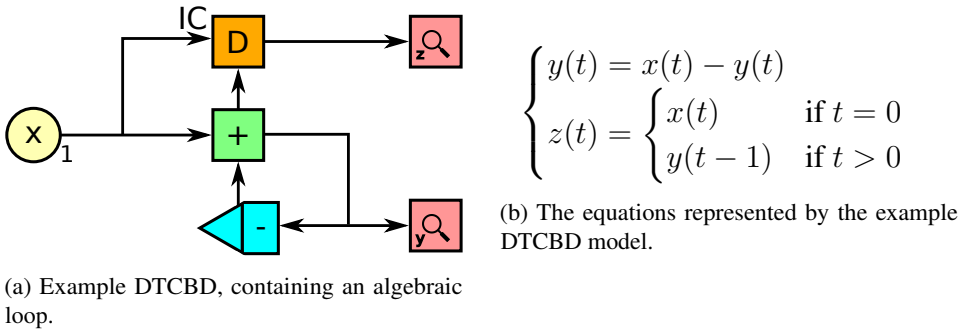 IC
D
z
x
1
+
-
y
y(t) = x(t) − y(t)
z(t) = { x(t) if t = 0
y(t − 1) if t > 0
(a) Example DTCBD, containing an algebraic
loop.
(b) The equations represented by the example
DTCBD model.